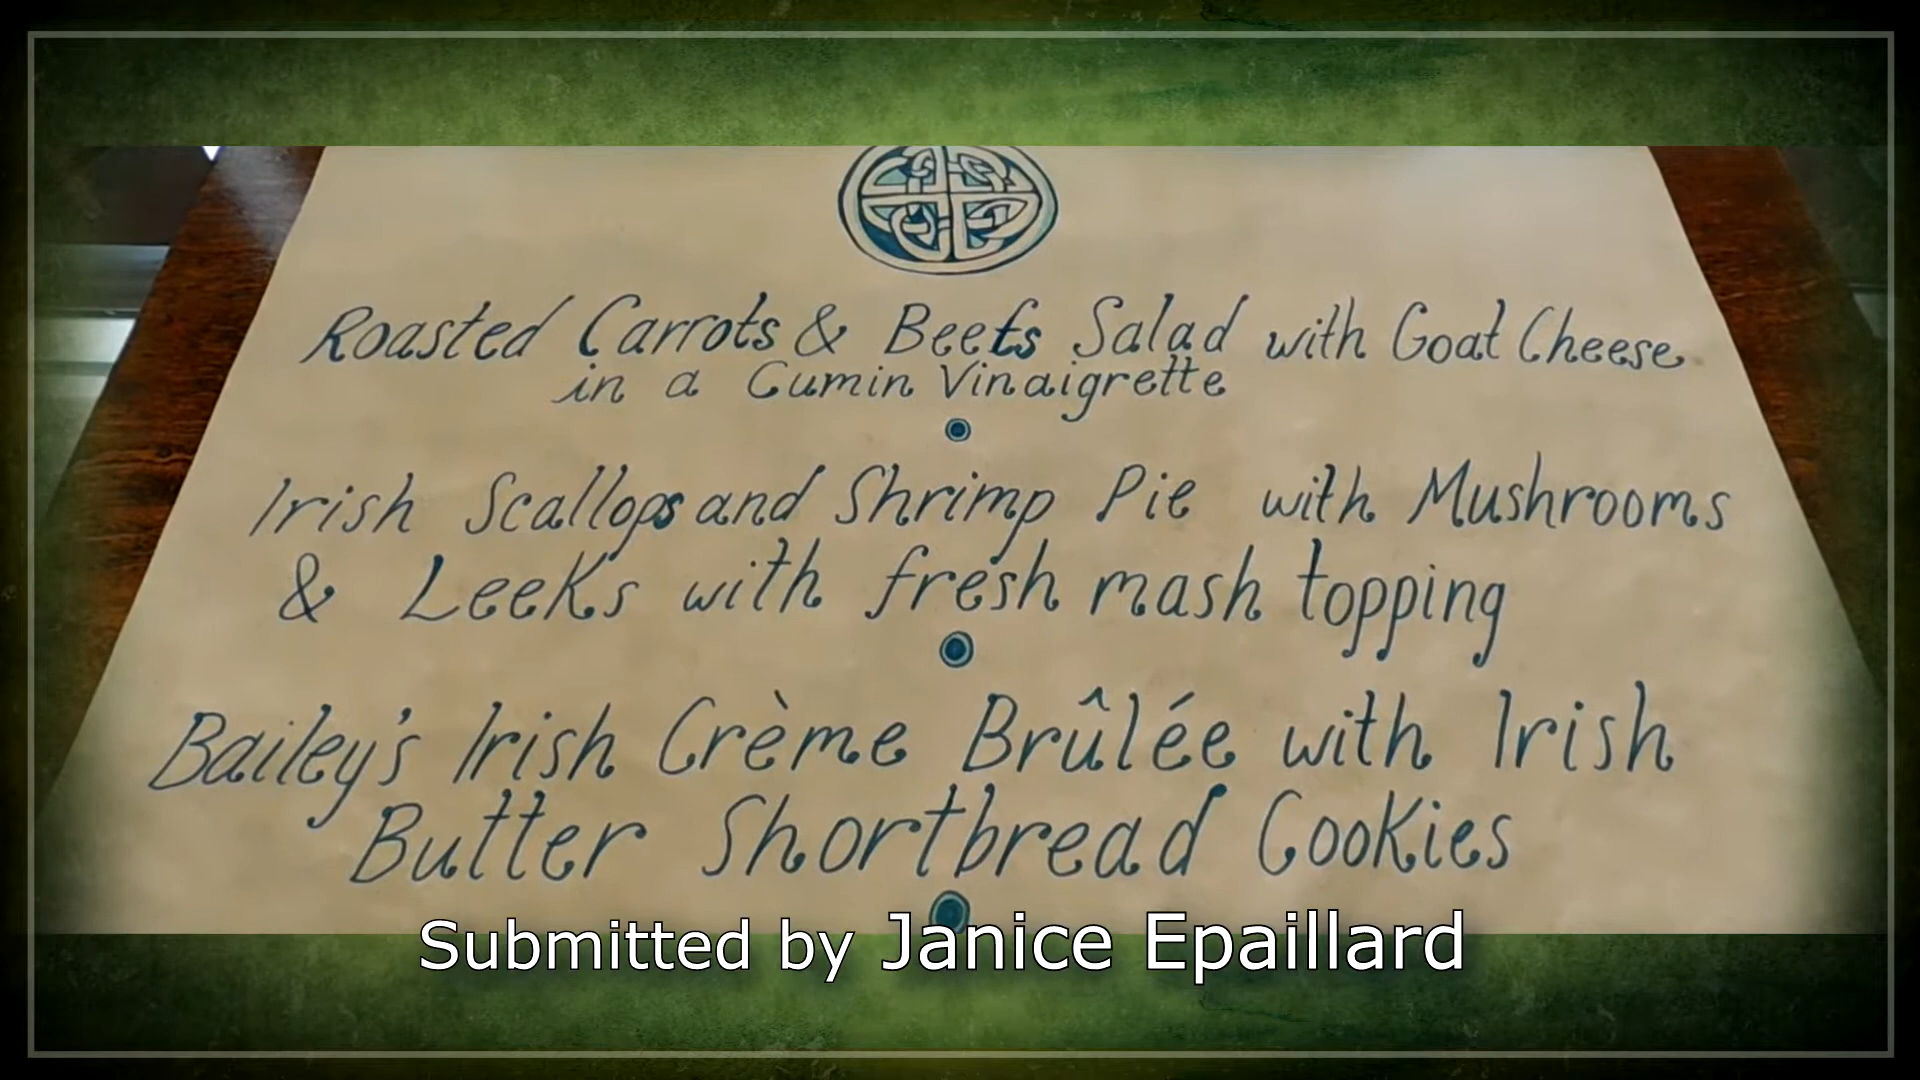 Roasted Carrots & Beets Salad with Goat Cheese
in a Cumin Vinaigrette
Irish Scallops and Shrimp Pie with Mushrooms
& Leeks with fresh mash topping
Bailey's Irish Crème Brûlée with Irish
Butter Shortbread Cookies
Submitted by Janice Epaillard